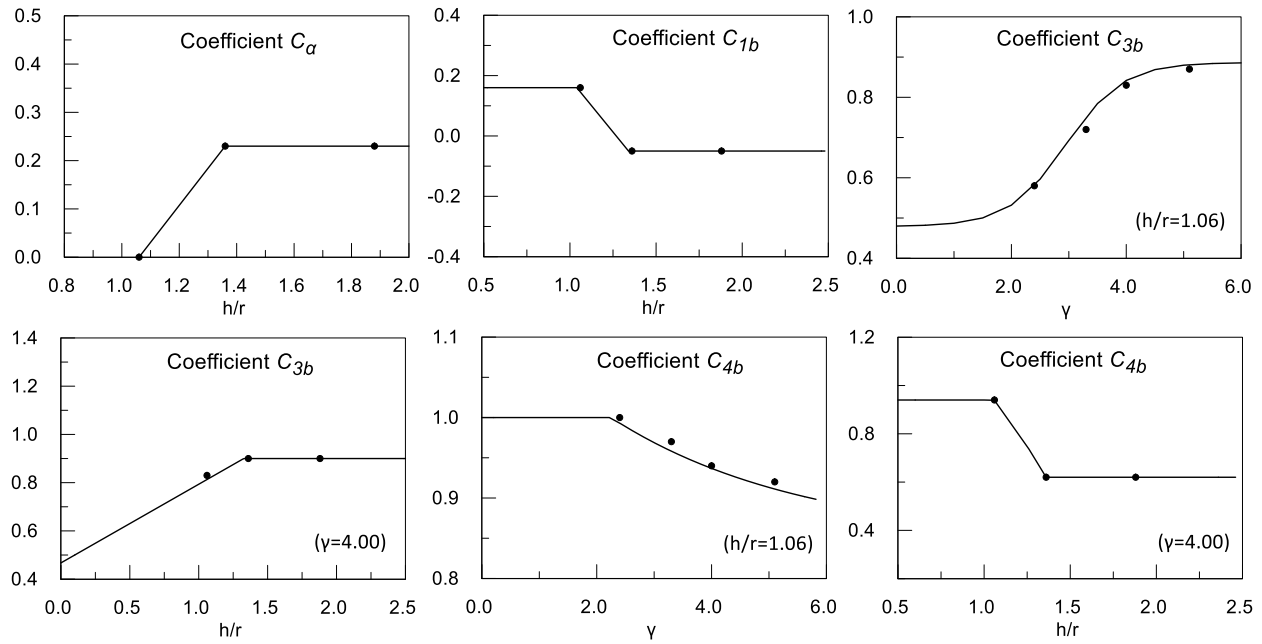 Coefficient Cα
0.5
0.4
0.3
0.2
0.1
0.0
0.8 1.0 1.2 1.4 1.6 1.8 2.0
h/r
Coefficient C1b
0.4
0.2
0.0
-0.2
-0.4
0.5 1.0 1.5 2.0 2.5
h/r
Coefficient C3b
1.0
0.8
0.6
0.4
(h/r=1.06)
0.0 2.0 4.0 6.0
γ
Coefficient C3b
1.4
1.2
1.0
0.8
0.6
0.4
(γ=4.00)
0.0 0.5 1.0 1.5 2.0 2.5
h/r
Coefficient C4b
1.1
1.0
0.9
0.8
(h/r=1.06)
0.0 2.0 4.0 6.0
γ
Coefficient C4b
1.2
0.8
0.4
(γ=4.00)
0.5 1.0 1.5 2.0 2.5
h/r